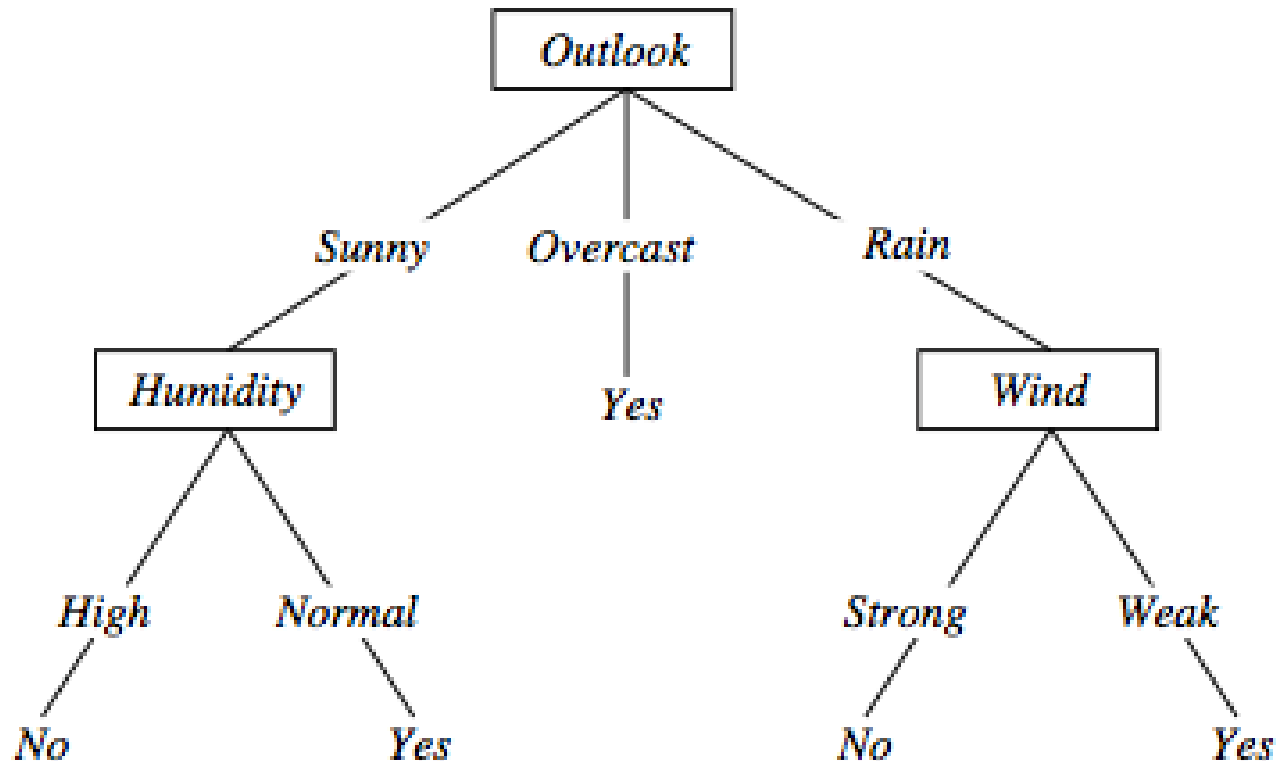 Outlook
Sunny Overcast Rain
Humidity Yes Wind
High Normal Strong Weak
No Yes No Yes